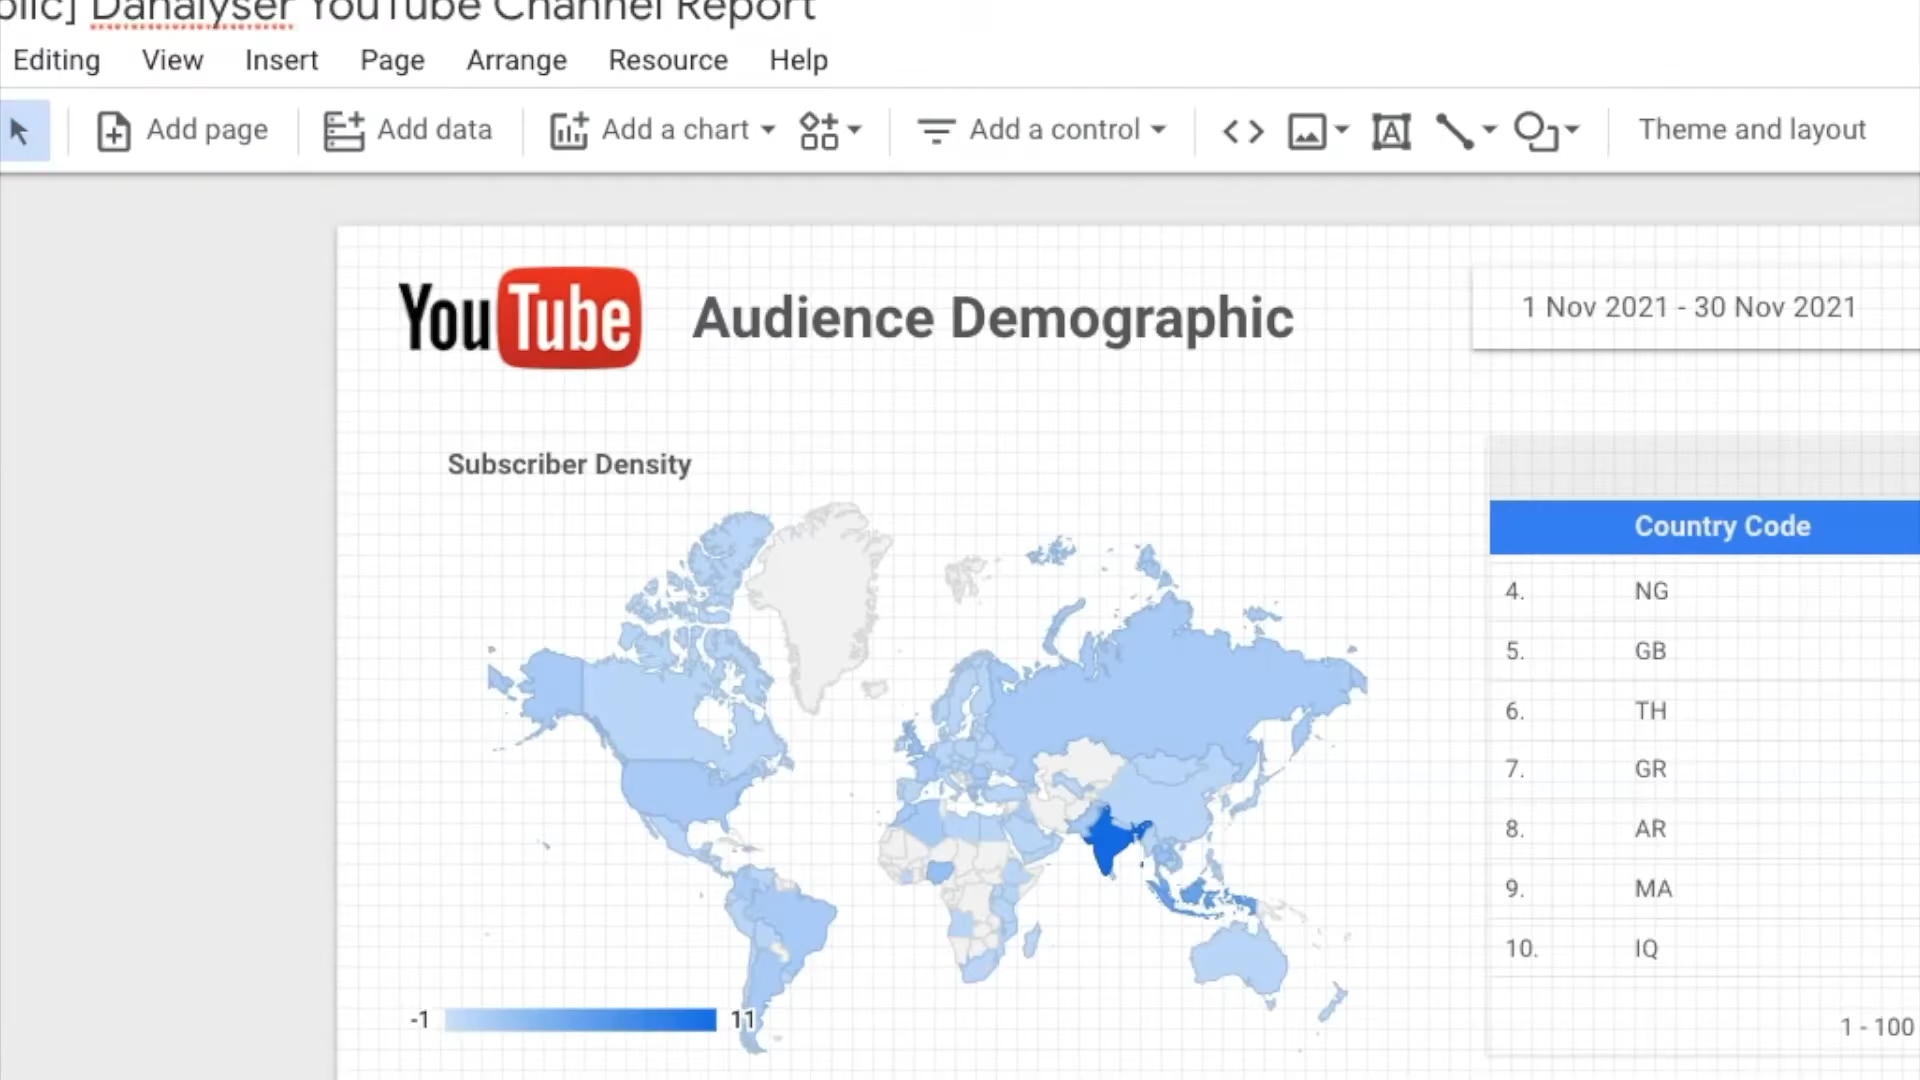 blic] Danalyser YouTube Channel Report
Editing View Insert Page Arrange Resource Help
Add page Add data Add a chart Add a control Theme and layout
YouTube Audience Demographic
1 Nov 2021 - 30 Nov 2021
Subscriber Density
-1 11
Country Code
4. NG
5. GB
6. TH
7. GR
8. AR
9. MA
10. IQ
1 - 100